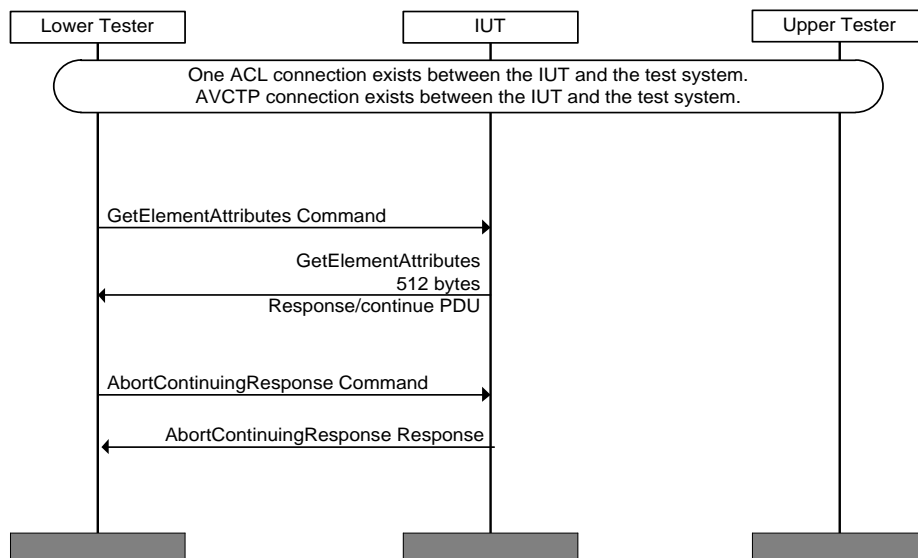 Lower Tester
IUT
Upper Tester
One ACL connection exists between the IUT and the test system.
AVCTP connection exists between the IUT and the test system.
GetElementAttributes Command
GetElementAttributes
512 bytes
Response/continue PDU
AbortContinuingResponse Command
AbortContinuingResponse Response